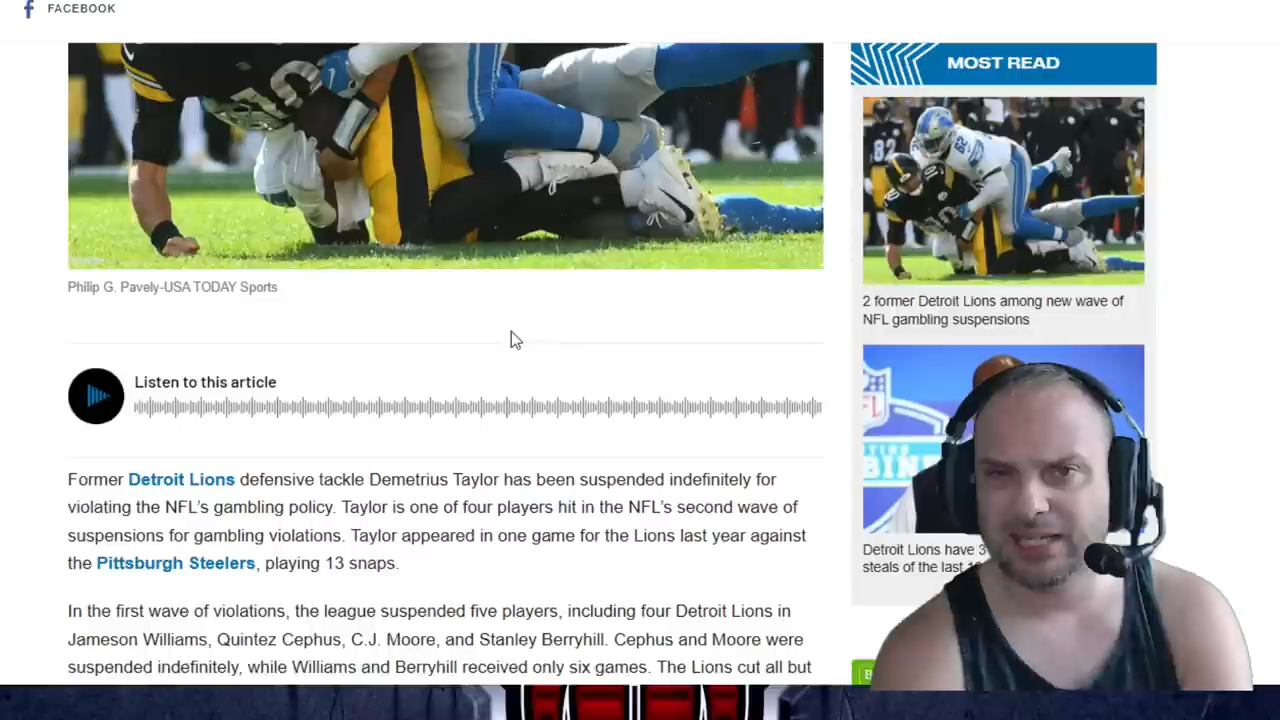 FACEBOOK
Philip G. Pavely-USA TODAY Sports
Listen to this article
Former Detroit Lions defensive tackle Demetrius Taylor has been suspended indefinitely for
violating the NFL's gambling policy. Taylor is one of four players hit in the NFL's second wave of
suspensions for gambling violations. Taylor appeared in one game for the Lions last year against
the Pittsburgh Steelers, playing 13 snaps.
In the first wave of violations, the league suspended five players, including four Detroit Lions in
Jameson Williams, Quintez Cephus, C.J. Moore, and Stanley Berryhill. Cephus and Moore were
suspended indefinitely, while Williams and Berryhill received only six games. The Lions cut all but
MOST READ
82
62
10
2 former Detroit Lions among new wave of
NFL gambling suspensions
Detroit Lions have 3
steals of the last